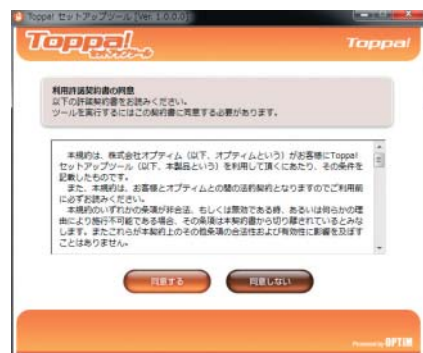 Toppa! セットアップツール [Ver. 1.0.0.0]
Toppa!
セットアップツール
Toppa!
利用許諾契約書の同意
以下の許諾契約書をお読みください。
ツールを実行するにはこの契約書に同意する必要があります。
本規約は、株式会社オプティム（以下、オプティムという）がお客様にToppa!
セットアップツール（以下、本製品という）を利用して頂くにあたり、その条件を
記載したものです。
また、本規約は、お客様とオプティムとの間の法的契約となりますのでご利用前
に必ずお読みください。
本規約のいずれかの条項が非合法、もしくは無効である時、あるいは何らかの理
由により施行不可能である場合、その条項は本契約書から切り離されているとみな
します。またこれらが本契約上のその他条項の合法性および有効性に影響を及ぼす
ことはありません。
同意する
同意しない
Powered by OPTiM